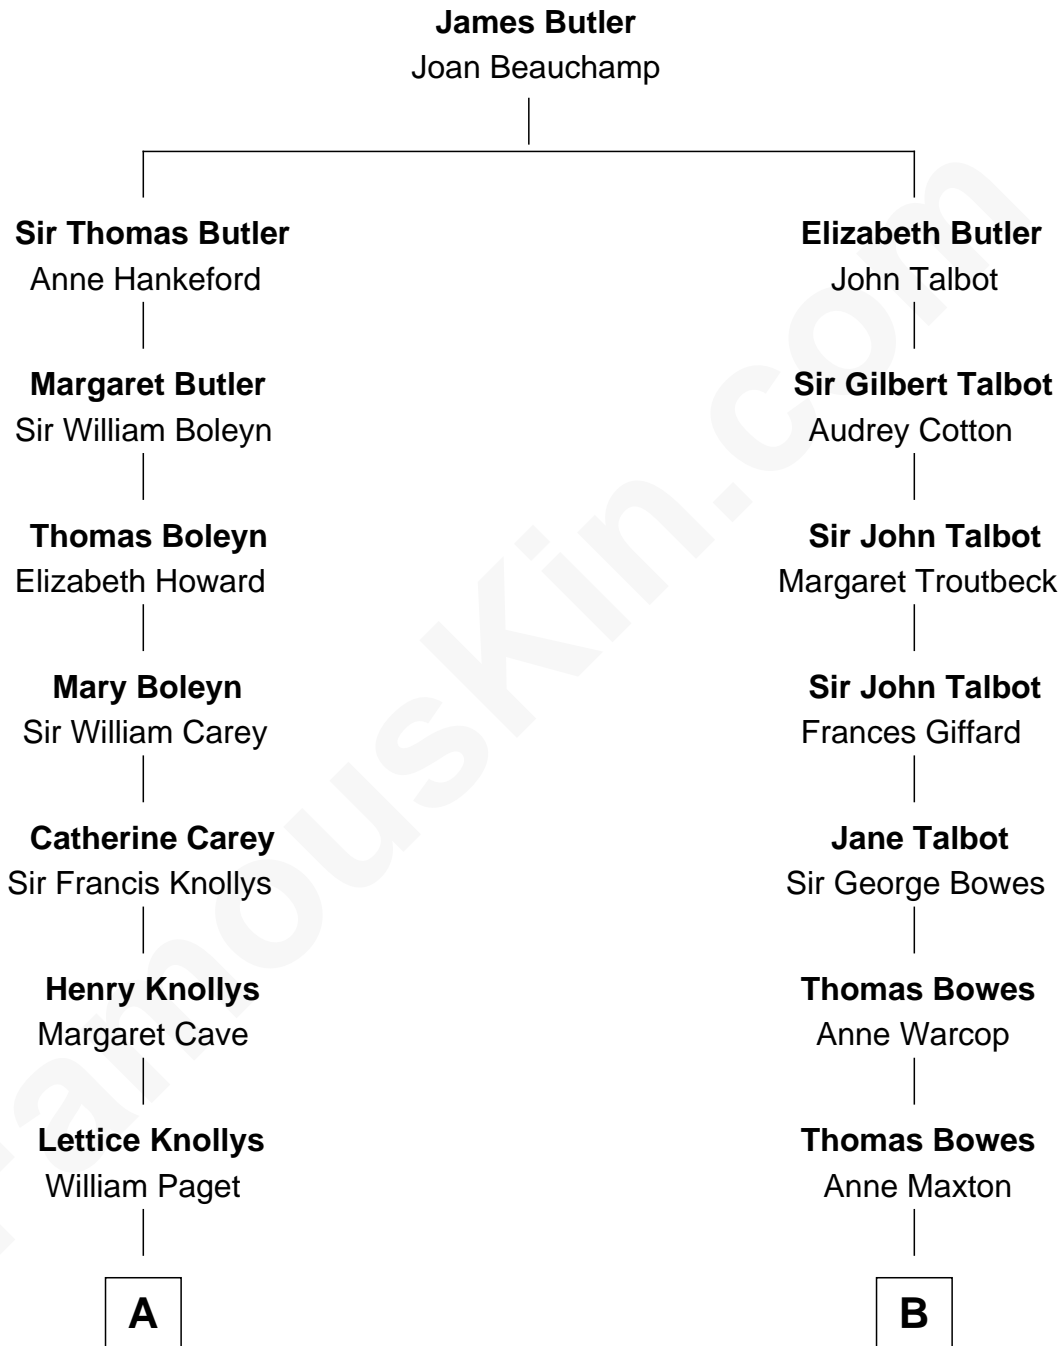 James Butler
Joan Beauchamp
Sir Thomas Butler
Anne Hankeford
Elizabeth Butler
John Talbot
Margaret Butler
Sir William Boleyn
Sir Gilbert Talbot
Audrey Cotton
Thomas Boleyn
Elizabeth Howard
Sir John Talbot
Margaret Troutbeck
Mary Boleyn
Sir William Carey
Sir John Talbot
Frances Giffard
Catherine Carey
Sir Francis Knollys
Jane Talbot
Sir George Bowes
Henry Knollys
Margaret Cave
Thomas Bowes
Anne Warcop
Lettice Knollys
William Paget
Thomas Bowes
Anne Maxton
A
B
FamousKin.com